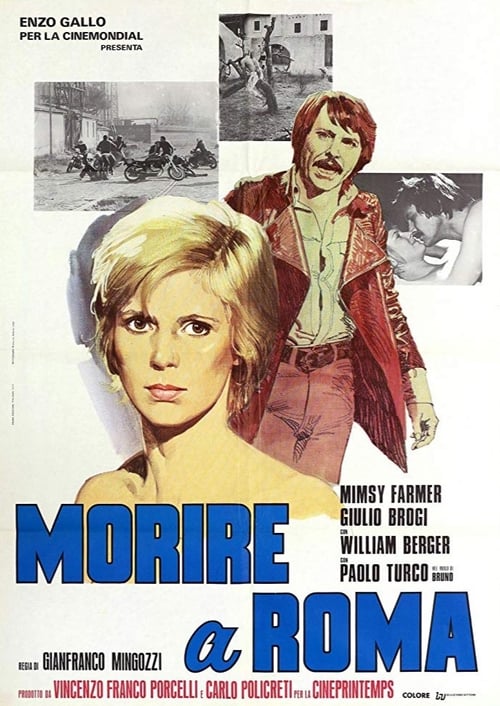 ENZO GALLO
PER LA CINEMONDIAL
PRESENTA
MIMSY FARMER
GIULIO BROGI
CON WILLIAM BERGER
CON PAOLO TURCO NEL RUOLO DI BRUNO
MORIRE
a ROMA
REGIA DI GIANFRANCO MINGOZZI
PRODOTTO DA VINCENZO FRANCO PORCELLI E CARLO POLICRETI PER LA CINEPRINTEMPS COLORE